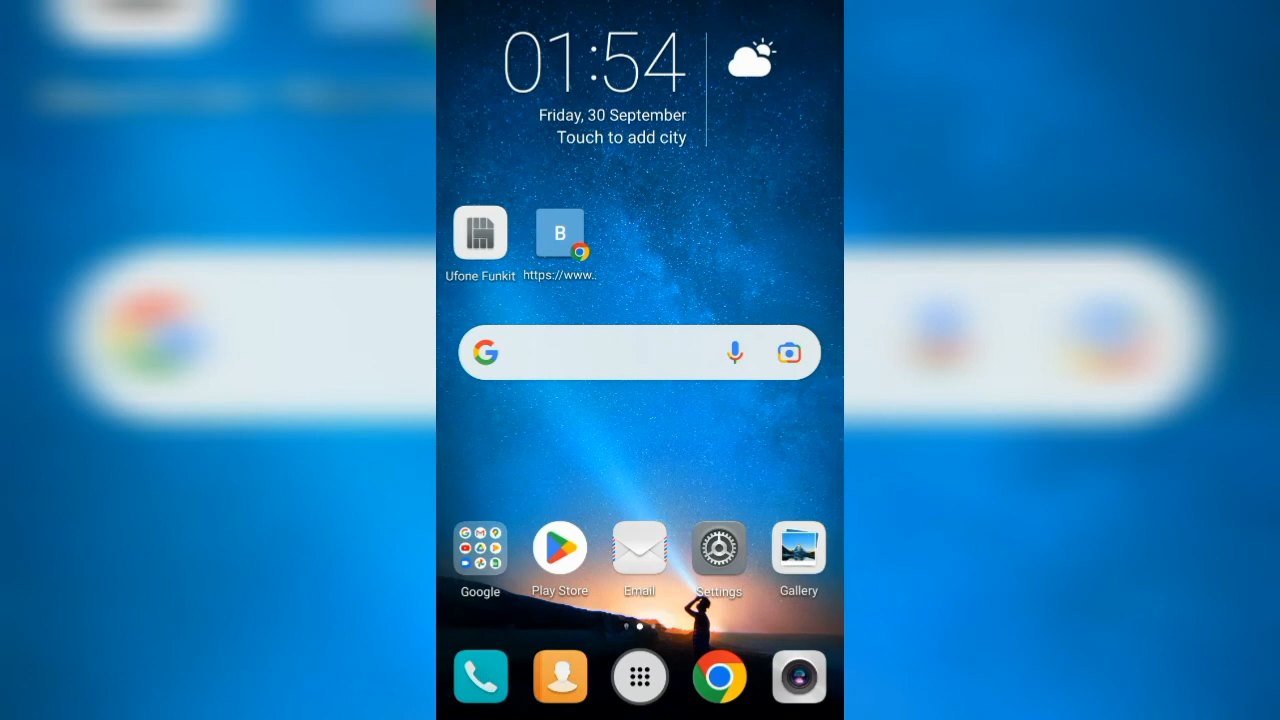 01:54
Friday, 30 September
Touch to add city
B
Ufone Funkit
https://www..
G
Google
Play Store
Email
Settings
Gallery